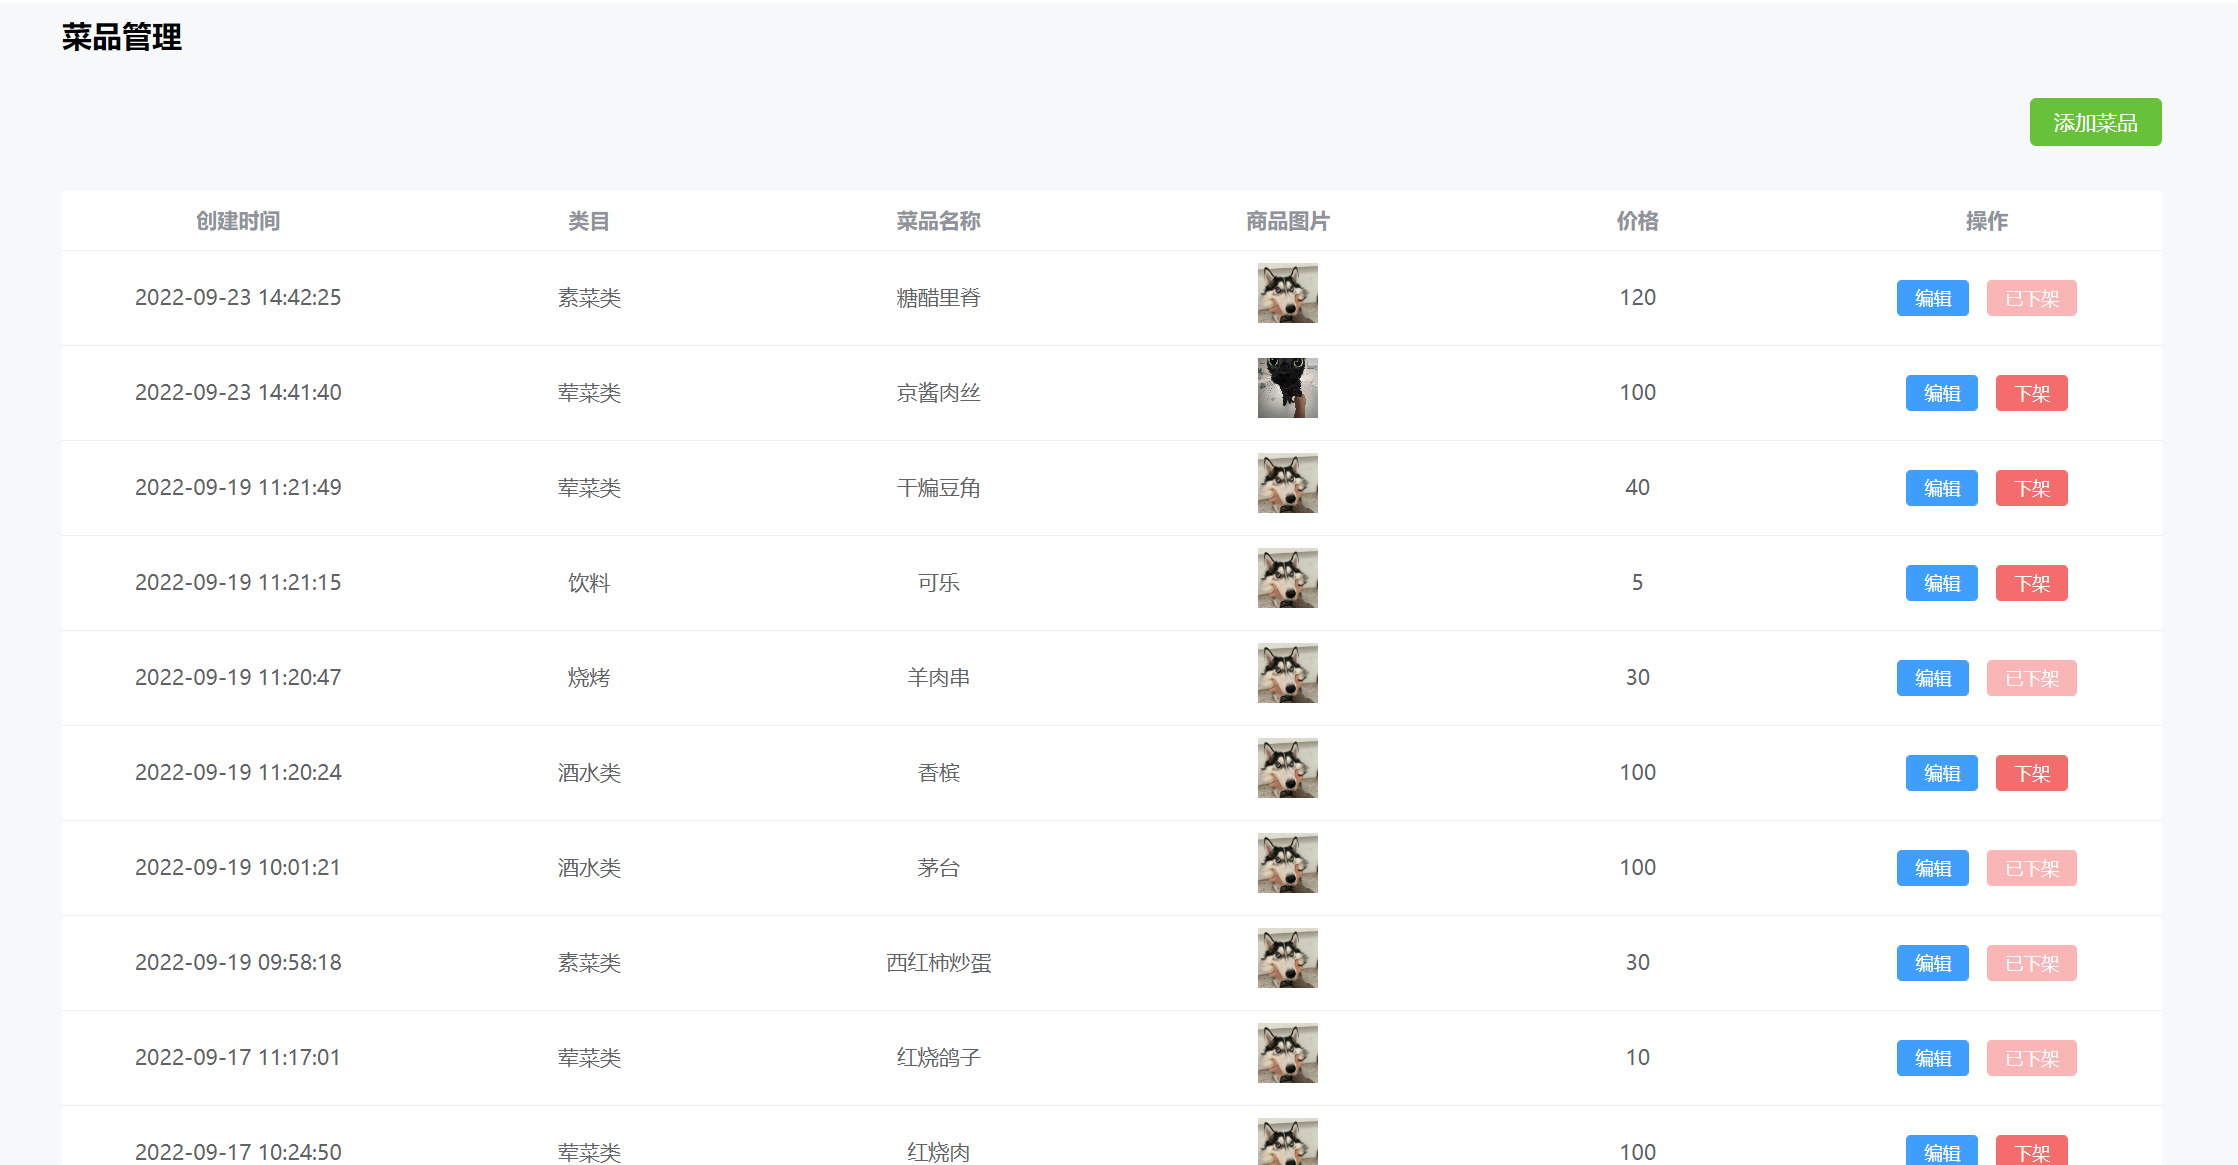 菜品管理
添加菜品
创建时间 类目 菜品名称 商品图片 价格 操作
2022-09-23 14:42:25 素菜类 糖醋里脊 120 编辑 已下架
2022-09-23 14:41:40 荤菜类 京酱肉丝 100 编辑 下架
2022-09-19 11:21:49 荤菜类 干煸豆角 40 编辑 下架
2022-09-19 11:21:15 饮料 可乐 5 编辑 下架
2022-09-19 11:20:47 烧烤 羊肉串 30 编辑 已下架
2022-09-19 11:20:24 酒水类 香槟 100 编辑 下架
2022-09-19 10:01:21 酒水类 茅台 100 编辑 已下架
2022-09-19 09:58:18 素菜类 西红柿炒蛋 30 编辑 已下架
2022-09-17 11:17:01 荤菜类 红烧鸽子 10 编辑 已下架
2022-09-17 10:24:50 荤菜类 红烧肉 100 编辑 下架